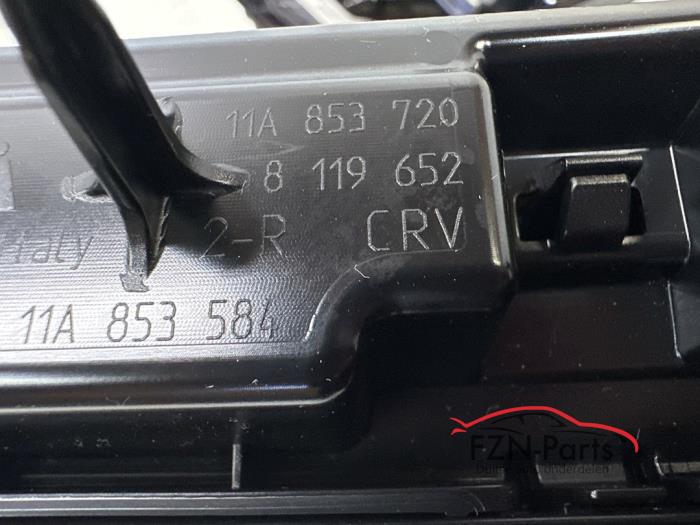 11A 853 720
8 119 652
Italy 2-R CRV
11A 853 584
FZN-Parts